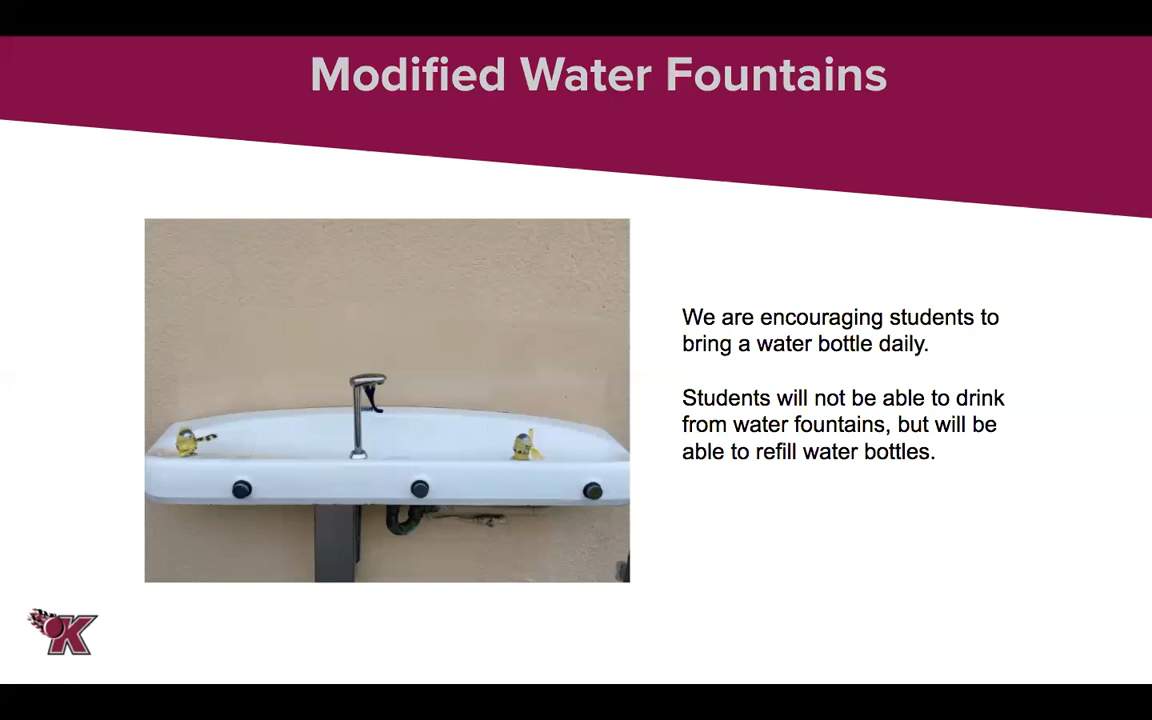 Modified Water Fountains
We are encouraging students to
bring a water bottle daily.
Students will not be able to drink
from water fountains, but will be
able to refill water bottles.
K